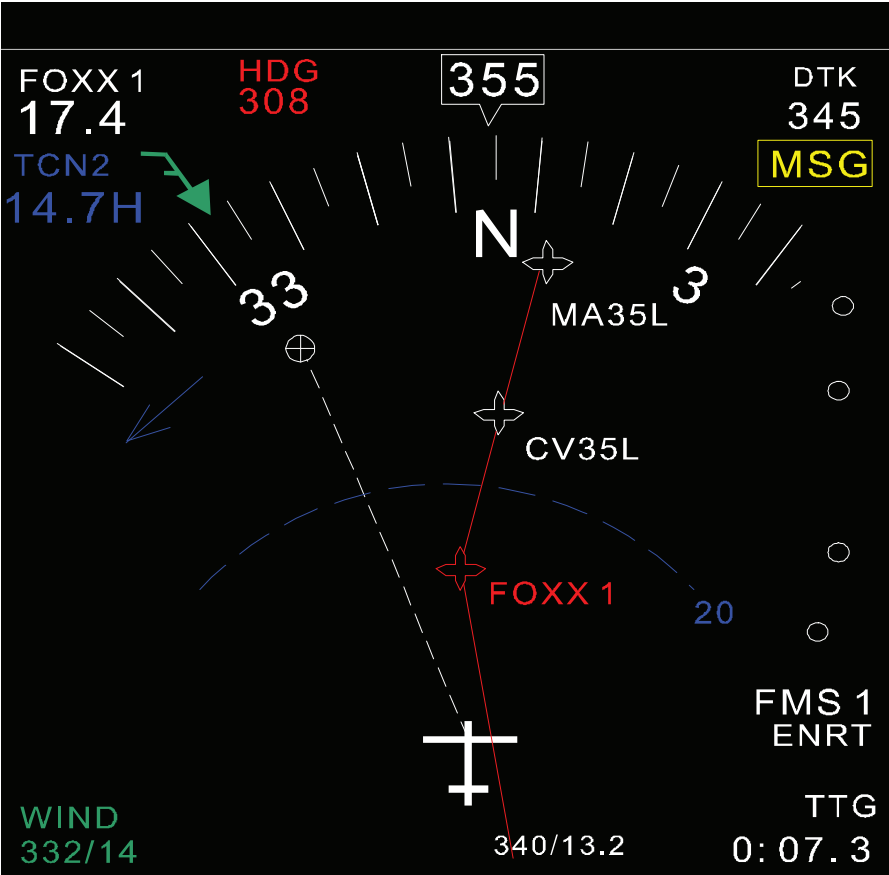 FOXX 1
17.4
TCN2
14.7H
HDG
308
355
DTK
345
MSG
33
N
3
MA35L
CV35L
FOXX 1
20
FMS 1
ENRT
TTG
0:07.3
340/13.2
WIND
332/14